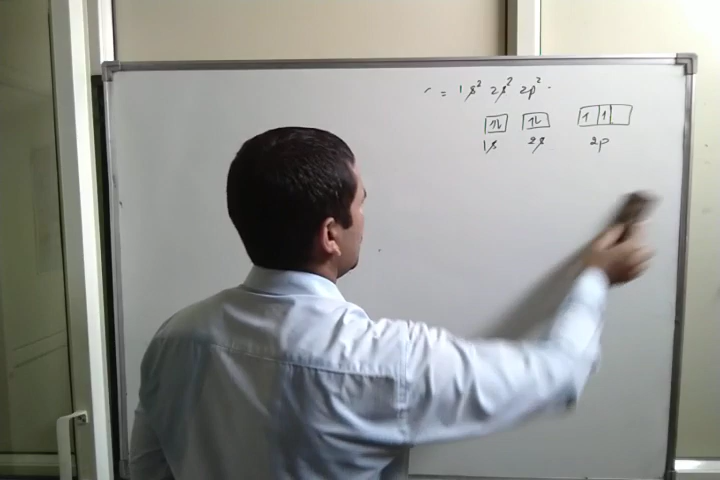 = 1s² 2s² 2p²
↑↓ ↑↓ ↑ ↑
1s 2s 2p